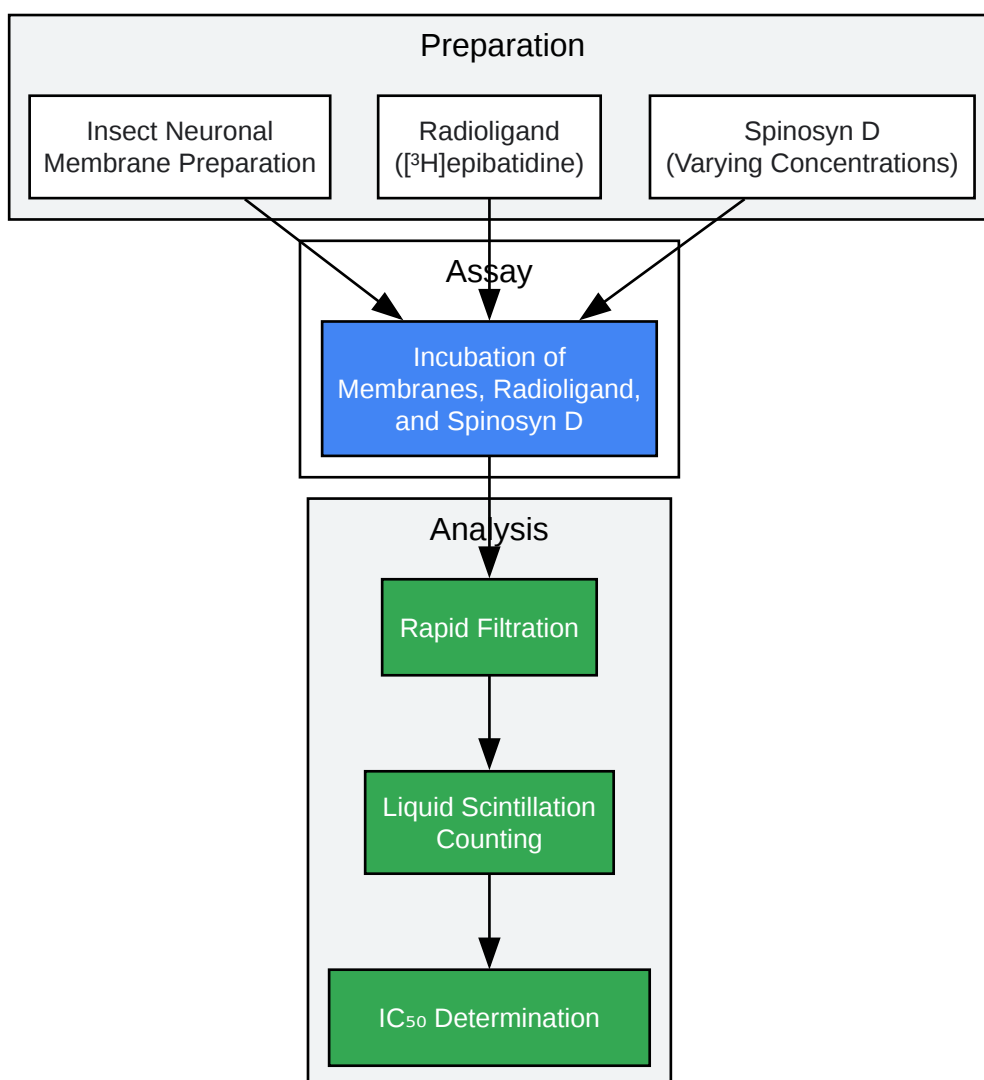 Preparation
Insect Neuronal
Membrane Preparation
Radioligand
([³H]epibatidine)
Spinosyn D
(Varying Concentrations)
Assay
Incubation of
Membranes, Radioligand,
and Spinosyn D
Analysis
Rapid Filtration
Liquid Scintillation
Counting
IC₅₀ Determination